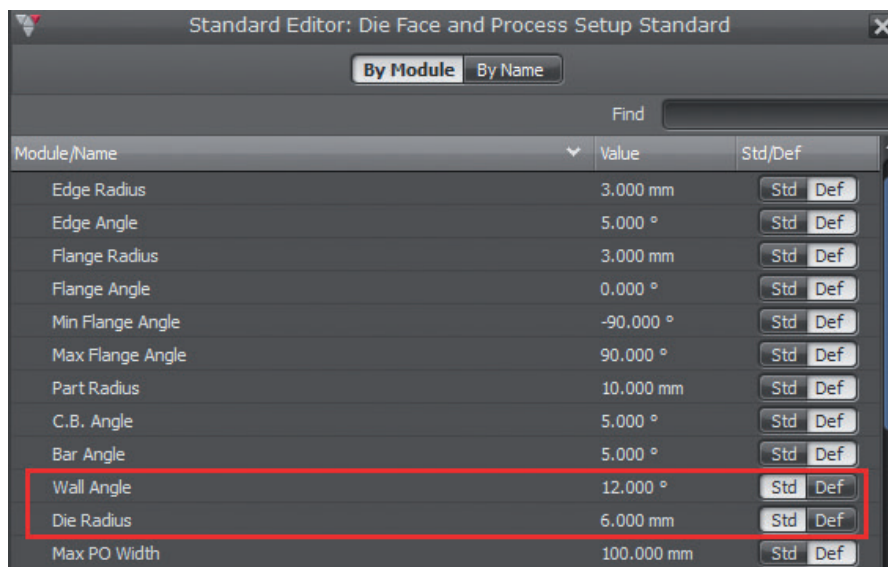 Standard Editor: Die Face and Process Setup Standard
By Module By Name
Find
Module/Name Value Std/Def
Edge Radius 3.000 mm Std Def
Edge Angle 5.000 ° Std Def
Flange Radius 3.000 mm Std Def
Flange Angle 0.000 ° Std Def
Min Flange Angle -90.000 ° Std Def
Max Flange Angle 90.000 ° Std Def
Part Radius 10.000 mm Std Def
C.B. Angle 5.000 ° Std Def
Bar Angle 5.000 ° Std Def
Wall Angle 12.000 ° Std Def
Die Radius 6.000 mm Std Def
Max PO Width 100.000 mm Std Def